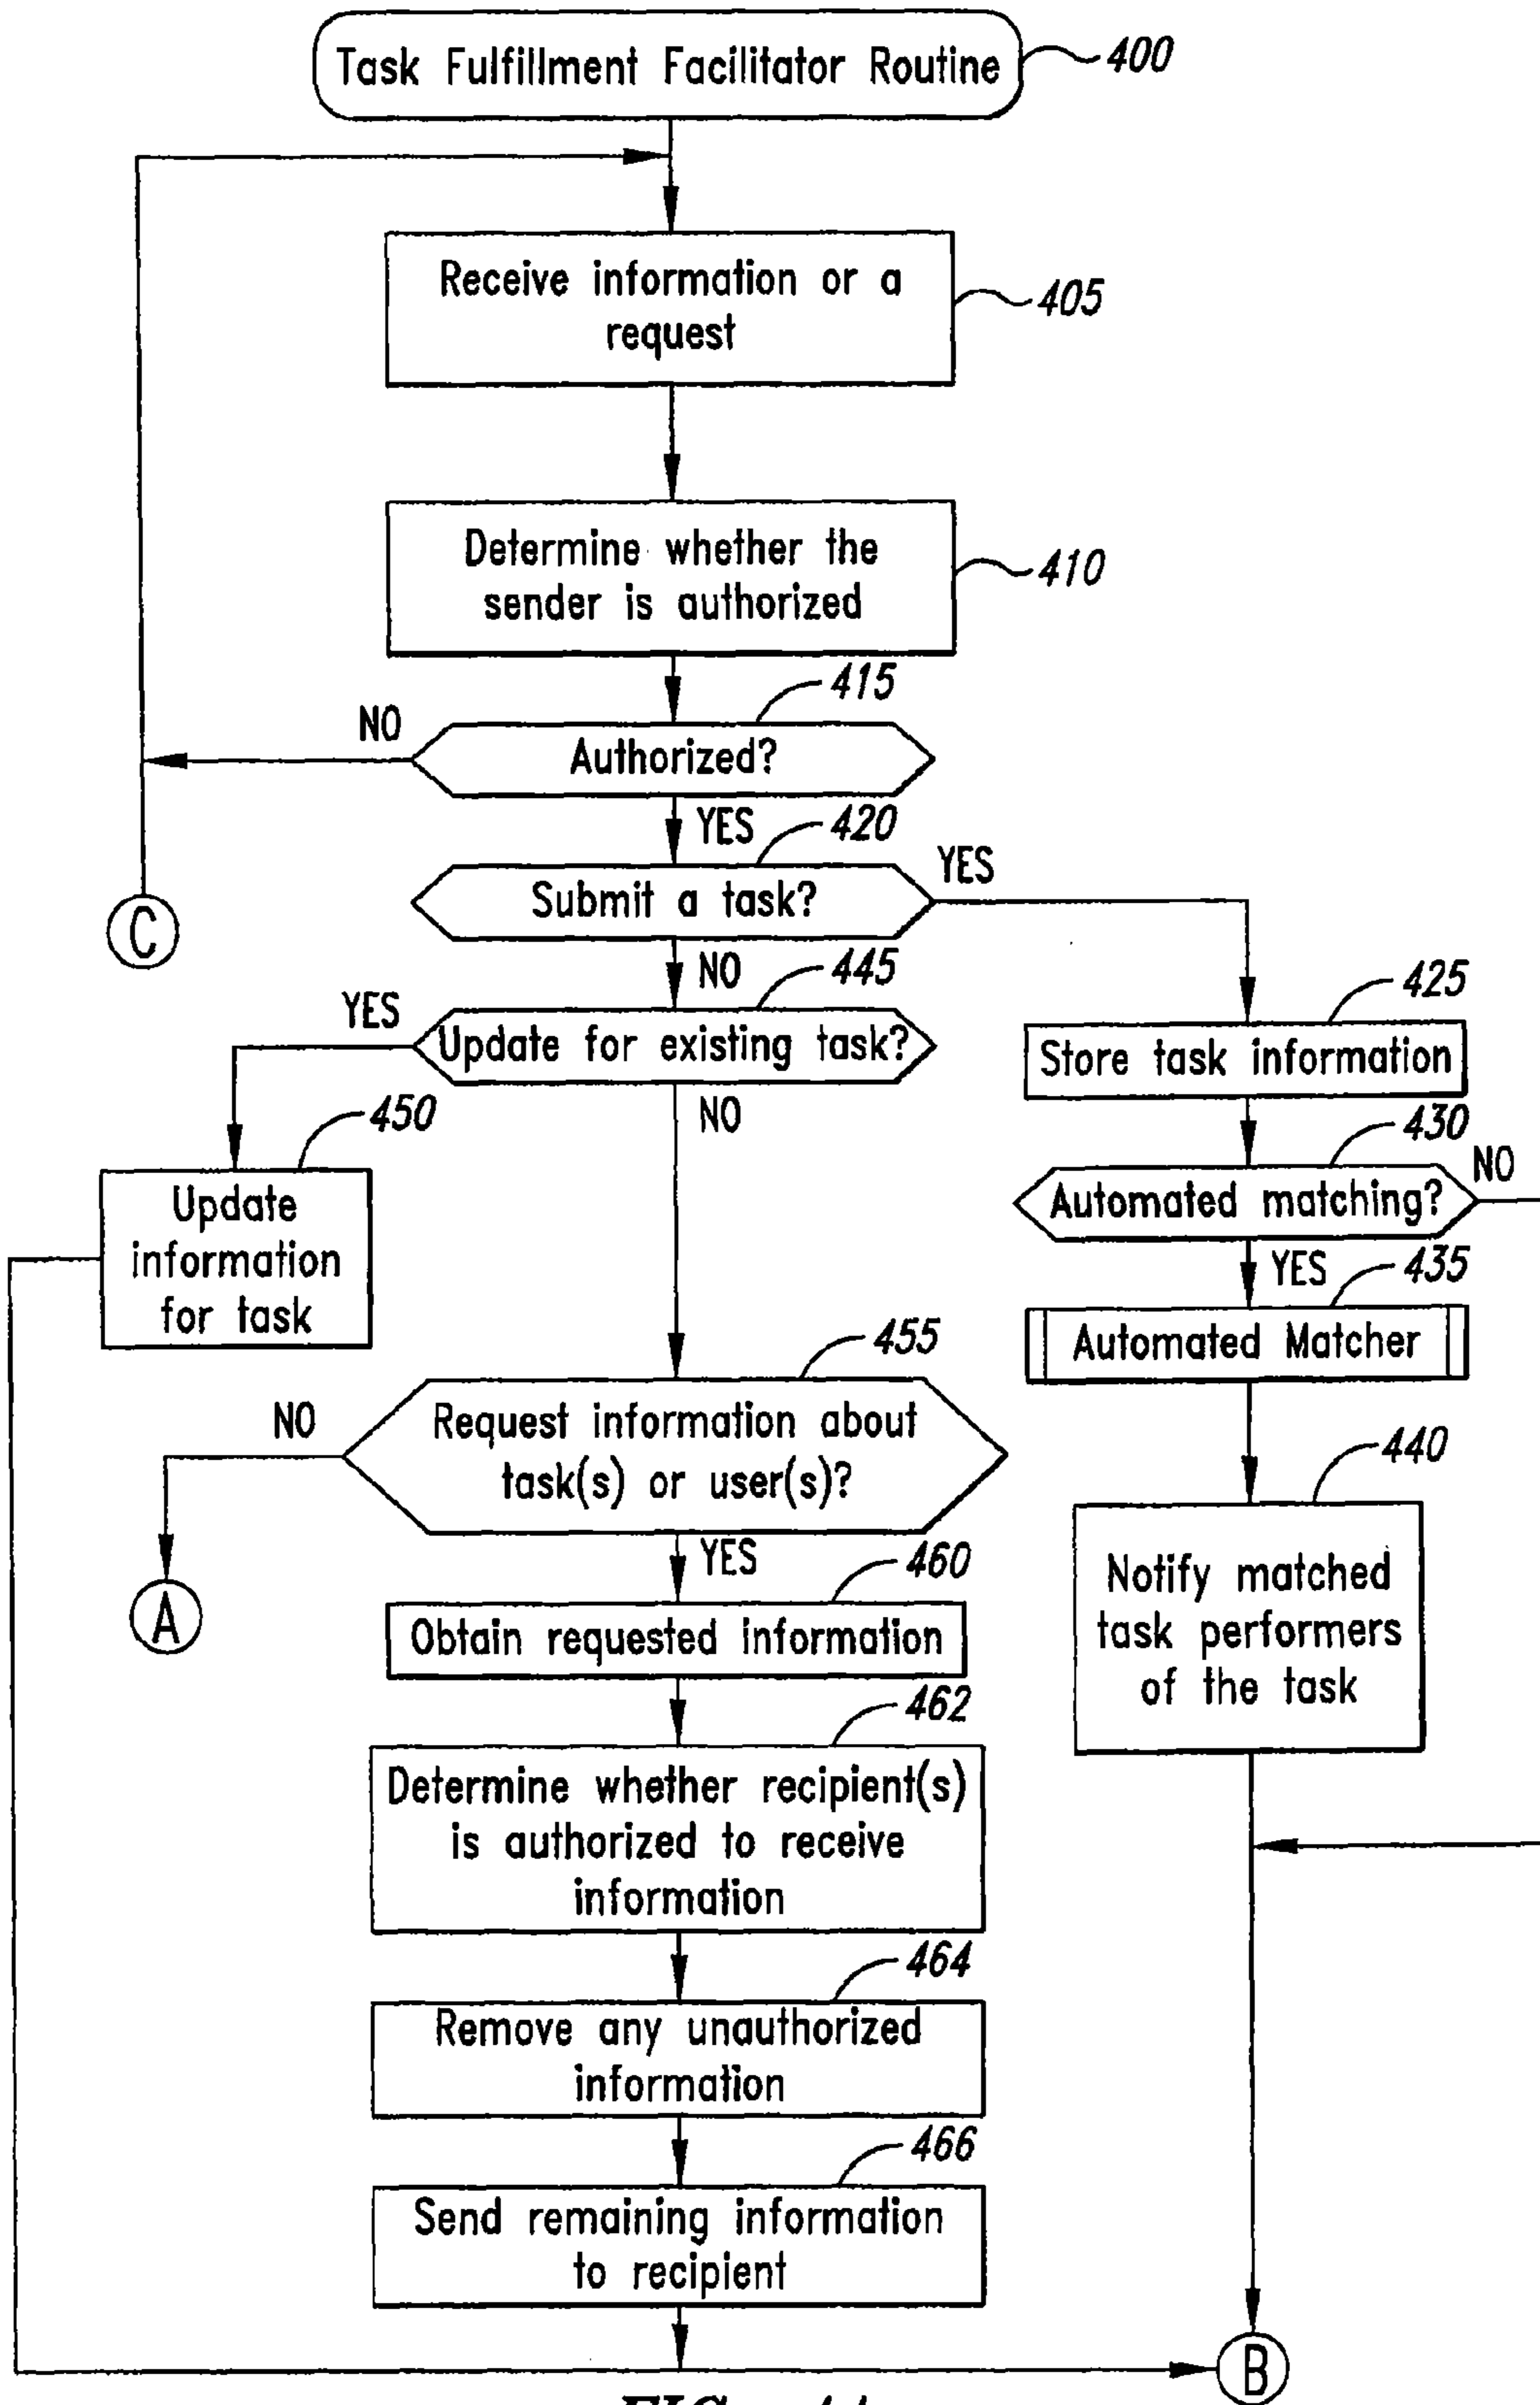 Task Fulfillment Facilitator Routine
400
Receive information or a
request
405
Determine whether the
sender is authorized
410
415
NO
Authorized?
YES
420
YES
Submit a task?
C
NO
445
425
YES
Update for existing task?
Store task information
NO
450
430
NO
Update
information
for task
Automated matching?
YES
435
455
Automated Matcher
NO
Request information about
task(s) or user(s)?
440
YES
460
A
Notify matched
task performers
of the task
Obtain requested information
462
Determine whether recipient(s)
is authorized to receive
information
464
Remove any unauthorized
information
466
Send remaining information
to recipient
B